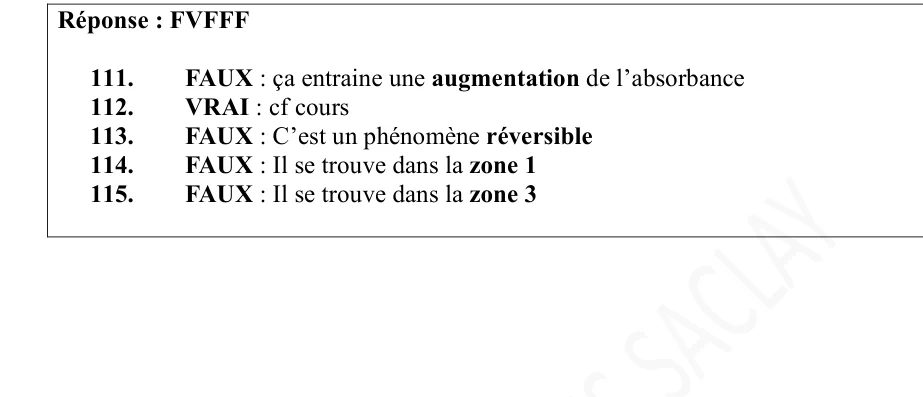 Réponse : FVFFF
111. FAUX : ça entraine une augmentation de l’absorbance
112. VRAI : cf cours
113. FAUX : C’est un phénomène réversible
114. FAUX : Il se trouve dans la zone 1
115. FAUX : Il se trouve dans la zone 3
SACLAY